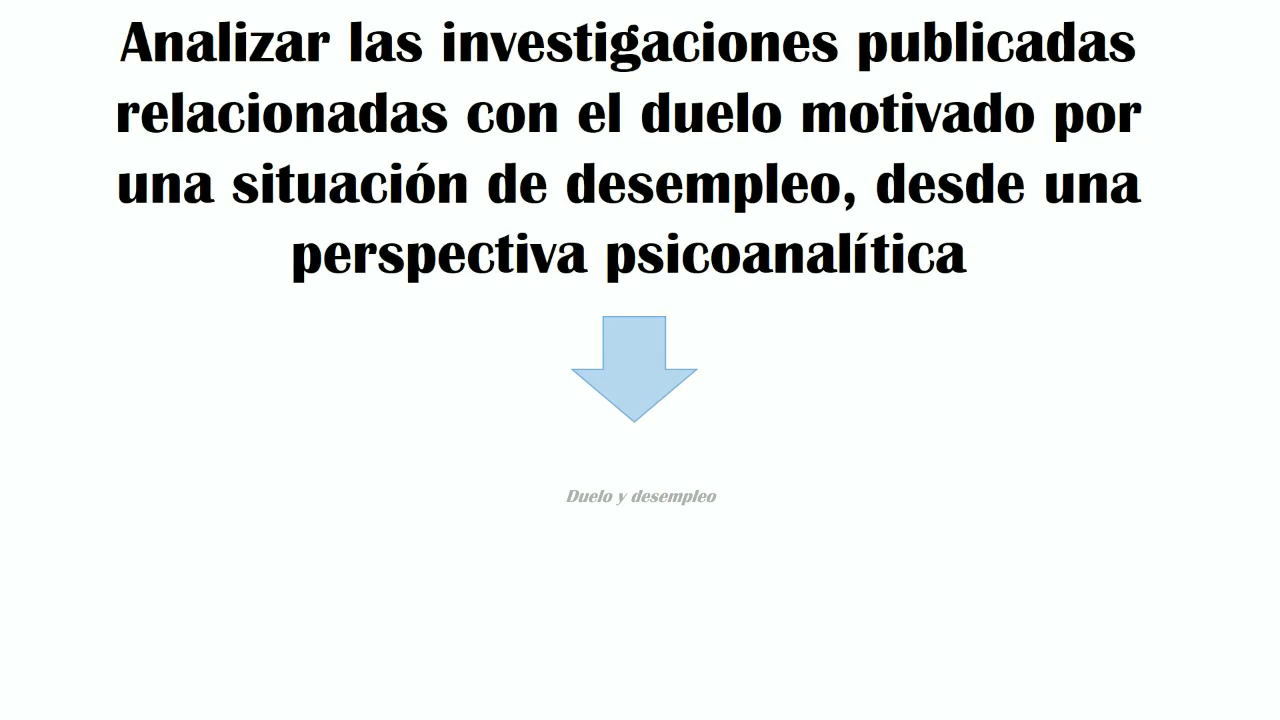 Analizar las investigaciones publicadas
relacionadas con el duelo motivado por
una situación de desempleo, desde una
perspectiva psicoanalítica
Duelo y desempleo